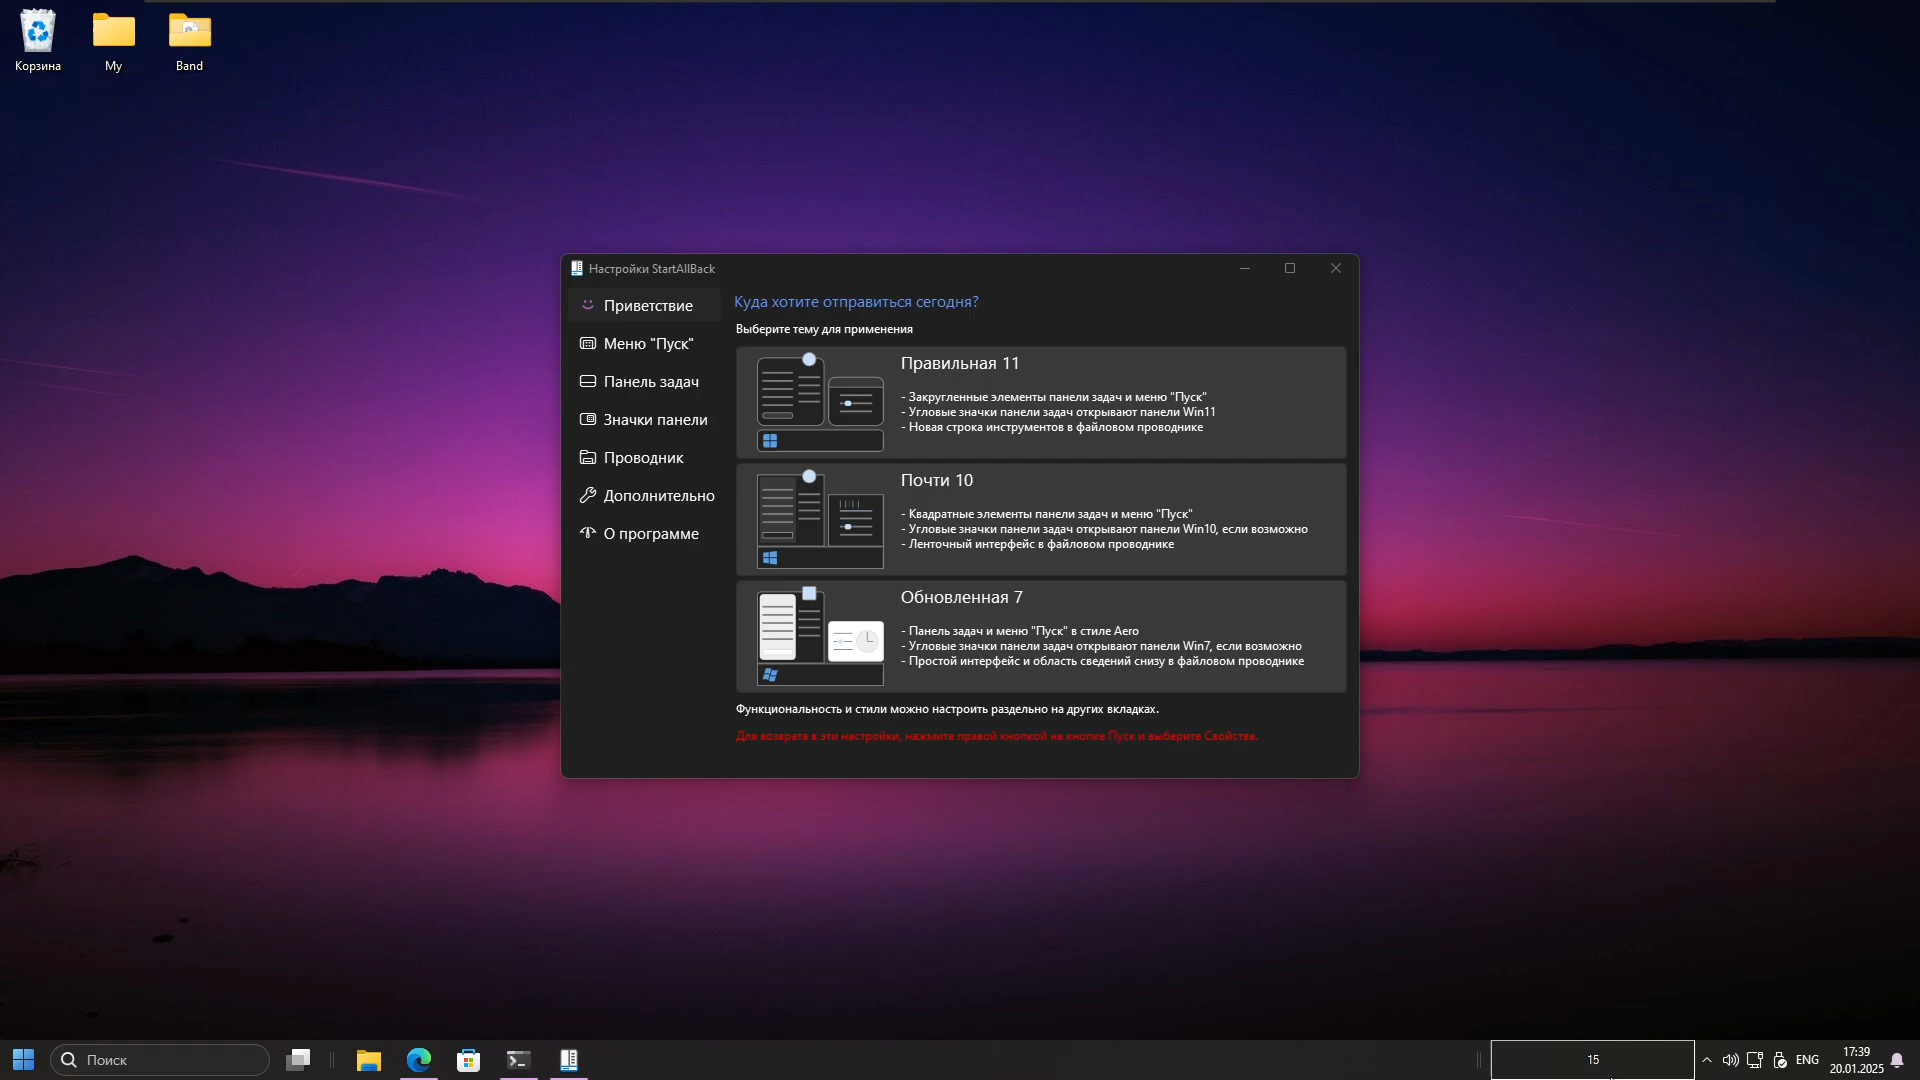 Корзина
My
Band
Настройки StartAllBack
Приветствие
Меню "Пуск"
Панель задач
Значки панели
Проводник
Дополнительно
О программе
Куда хотите отправиться сегодня?
Выберите тему для применения
Правильная 11
- Закругленные элементы панели задач и меню "Пуск"
- Угловые значки панели задач открывают панели Win11
- Новая строка инструментов в файловом проводнике
Почти 10
- Квадратные элементы панели задач и меню "Пуск"
- Угловые значки панели задач открывают панели Win10, если возможно
- Ленточный интерфейс в файловом проводнике
Обновленная 7
- Панель задач и меню "Пуск" в стиле Aero
- Угловые значки панели задач открывают панели Win7, если возможно
- Простой интерфейс и область сведений снизу в файловом проводнике
Функциональность и стили можно настроить раздельно на других вкладках.
Для возврата в эти настройки, нажмите правой кнопкой на кнопке Пуск и выберите Свойства.
Поиск
15
ENG
17:39
20.01.2025